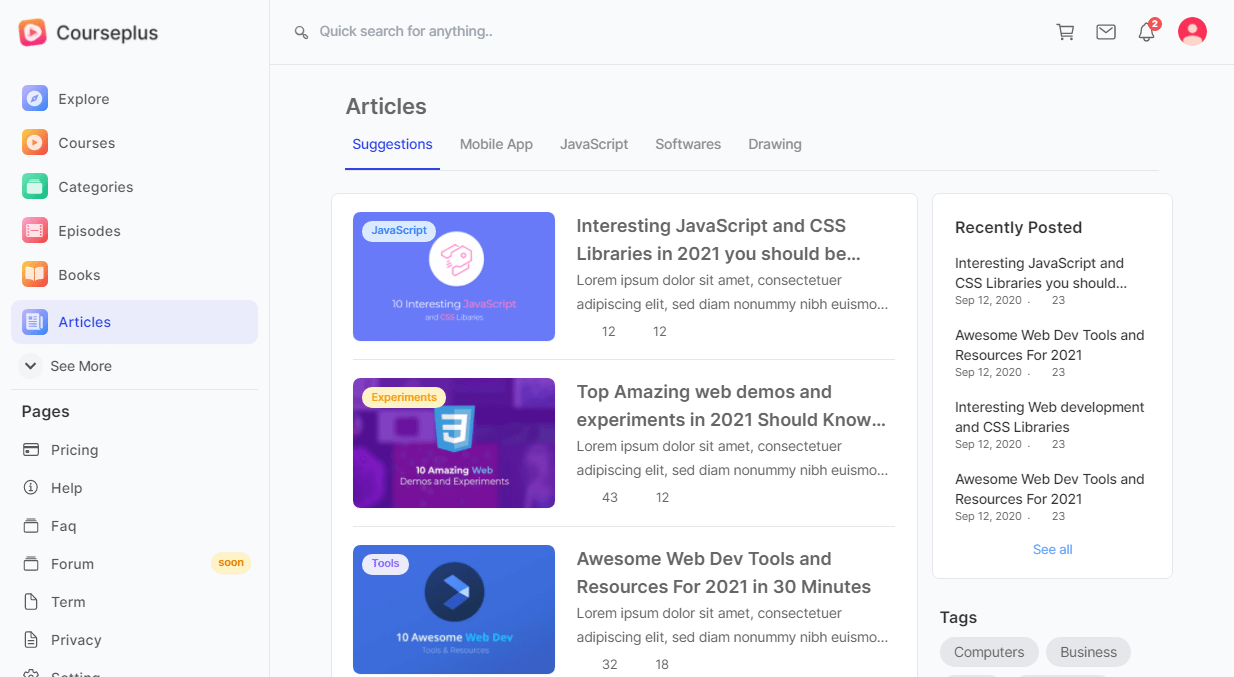 Courseplus
Explore
Courses
Categories
Episodes
Books
Articles
See More
Pages
Pricing
Help
Faq
Forum
soon
Term
Privacy
Setting
Quick search for anything..
2
Articles
Suggestions
Mobile App
JavaScript
Softwares
Drawing
JavaScript
10 Interesting JavaScript
and CSS Libaries
Interesting JavaScript and CSS
Libraries in 2021 you should be...
Lorem ipsum dolor sit amet, consectetuer
adipiscing elit, sed diam nonummy nibh euismo...
12 12
Experiments
10 Amazing Web
Demos and Experiments
Top Amazing web demos and
experiments in 2021 Should Know...
Lorem ipsum dolor sit amet, consectetuer
adipiscing elit, sed diam nonummy nibh euismo...
43 12
Tools
10 Awesome Web Dev
Tools & Resources
Awesome Web Dev Tools and
Resources For 2021 in 30 Minutes
Lorem ipsum dolor sit amet, consectetuer
adipiscing elit, sed diam nonummy nibh euismo...
32 18
Recently Posted
Interesting JavaScript and
CSS Libraries you should...
Sep 12, 2020 . 23
Awesome Web Dev Tools and
Resources For 2021
Sep 12, 2020 . 23
Interesting Web development
and CSS Libraries
Sep 12, 2020 . 23
Awesome Web Dev Tools and
Resources For 2021
Sep 12, 2020 . 23
See all
Tags
Computers
Business